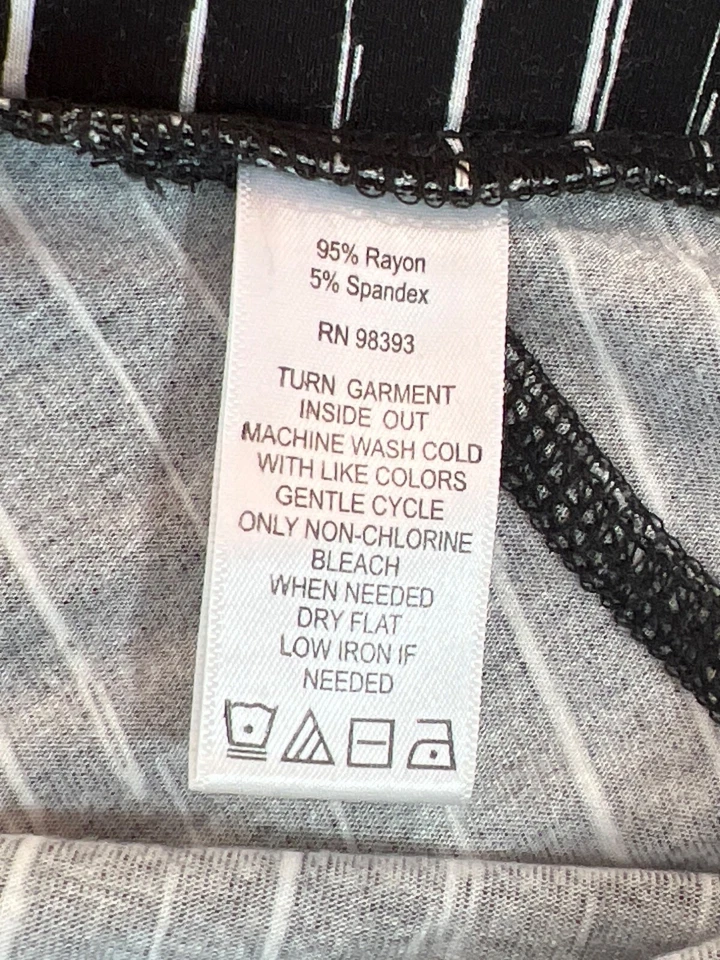 95% Rayon
5% Spandex
RN 98393
TURN GARMENT
INSIDE OUT
MACHINE WASH COLD
WITH LIKE COLORS
GENTLE CYCLE
ONLY NON-CHLORINE
BLEACH
WHEN NEEDED
DRY FLAT
LOW IRON IF
NEEDED